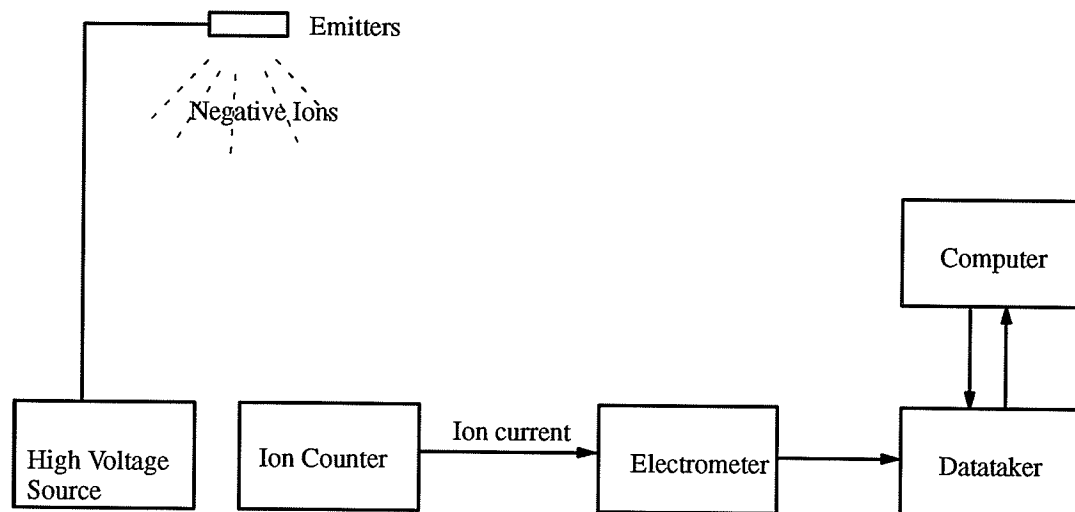 Emitters
Negative Ions
Computer
High Voltage
Source
Ion Counter
Ion current
Electrometer
Datataker